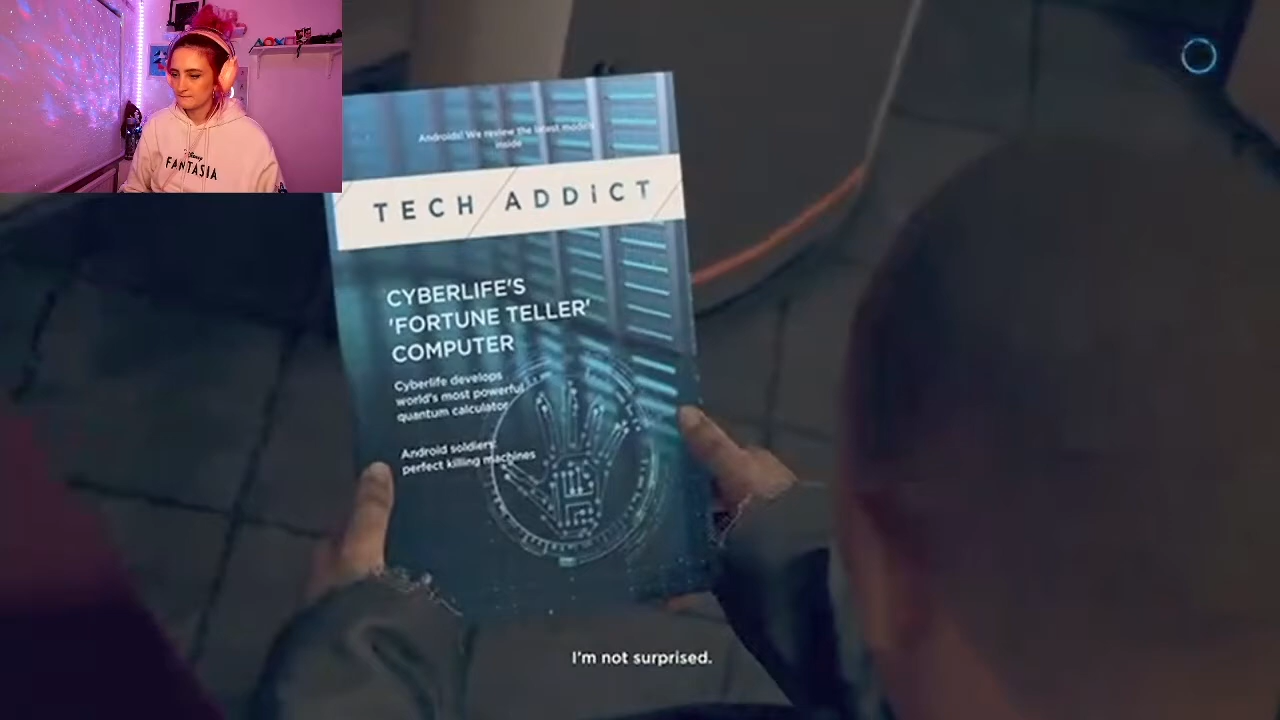 Disney
FANTASIA
Androids! We review the latest models
inside
TECH ADDICT
CYBERLIFE'S
'FORTUNE TELLER'
COMPUTER
Cyberlife develops
world's most powerful
quantum calculator
Android soldiers:
perfect killing machines
I'm not surprised.